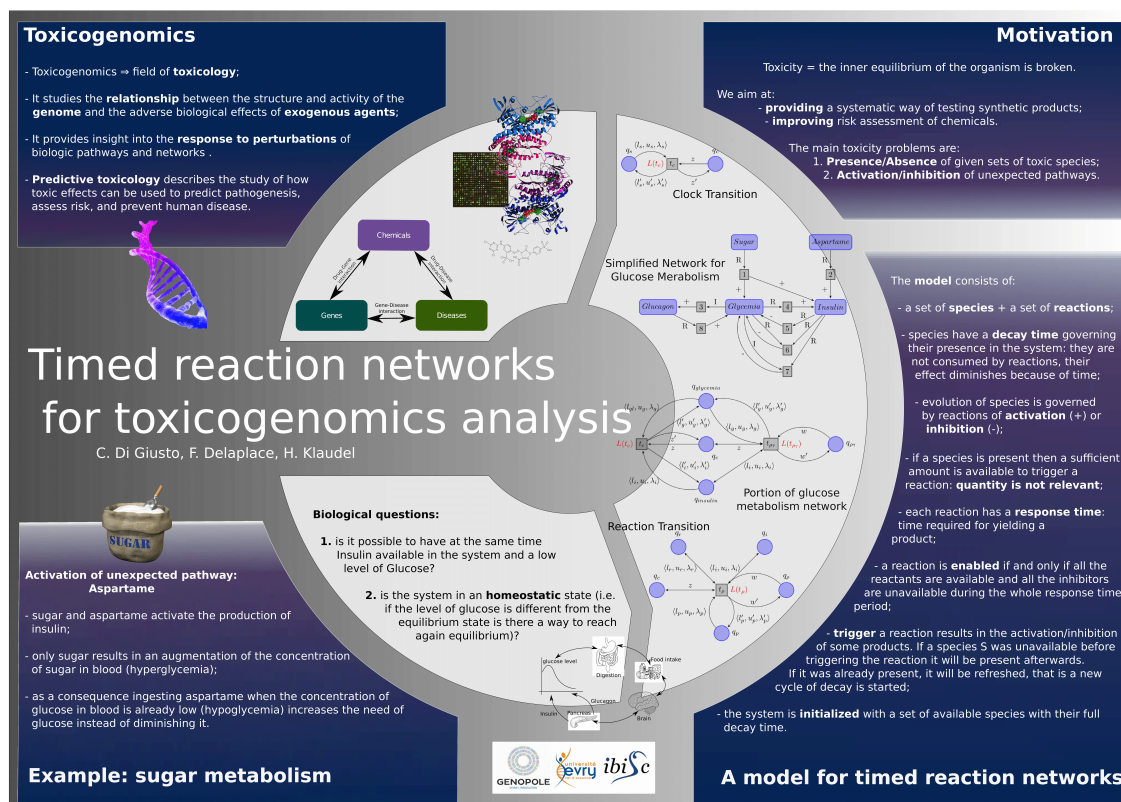 Toxicogenomics
- Toxicogenomics ⇒ field of toxicology;
- It studies the relationship between the structure and activity of the
genome and the adverse biological effects of exogenous agents;
- It provides insight into the response to perturbations of
biologic pathways and networks .
- Predictive toxicology describes the study of how
toxic effects can be used to predict pathogenesis,
assess risk, and prevent human disease.
Motivation
Toxicity = the inner equilibrium of the organism is broken.
We aim at:
- providing a systematic way of testing synthetic products;
- improving risk assessment of chemicals.
The main toxicity problems are:
1. Presence/Absence of given sets of toxic species;
2. Activation/inhibition of unexpected pathways.
Chemicals
Drug-Gene
interaction
Drug-Disease
interaction
Gene-Disease
interaction
Genes
Diseases
Clock Transition
Simplified Network for
Glucose Metabolism
Sugar
Aspartame
R
R
1
2
+
+
+
Glucagon
+
3
I
Glycemia
R
4
+
Insulin
R
8
+
-
R
5
R
-
I
6
R
-
7
Timed reaction networks
for toxicogenomics analysis
C. Di Giusto, F. Delaplace, H. Klaudel
Portion of glucose
metabolism network
Reaction Transition
The model consists of:
- a set of species + a set of reactions;
- species have a decay time governing
their presence in the system: they are
not consumed by reactions, their
effect diminishes because of time;
- evolution of species is governed
by reactions of activation (+) or
inhibition (-);
- if a species is present then a sufficient
amount is available to trigger a
reaction: quantity is not relevant;
- each reaction has a response time:
time required for yielding a
product;
- a reaction is enabled if and only if all the
reactants are available and all the inhibitors
are unavailable during the whole response time
period;
- trigger a reaction results in the activation/inhibition
of some products. If a species S was unavailable before
triggering the reaction it will be present afterwards.
If it was already present, it will be refreshed, that is a new
cycle of decay is started;
- the system is initialized with a set of available species with their full
decay time.
A model for timed reaction networks
Biological questions:
1. is it possible to have at the same time
Insulin available in the system and a low
level of Glucose?
2. is the system in an homeostatic state (i.e.
if the level of glucose is different from the
equilibrium state is there a way to reach
again equilibrium)?
glucose level
Digestion
Food intake
Glucagon
Insulin
Pancreas
Brain
SUGAR
Activation of unexpected pathway:
Aspartame
- sugar and aspartame activate the production of
insulin;
- only sugar results in an augmentation of the concentration
of sugar in blood (hyperglycemia);
- as a consequence ingesting aspartame when the concentration of
glucose in blood is already low (hypoglycemia) increases the need of
glucose instead of diminishing it.
Example: sugar metabolism
GENOPOLE
université
evry
ibisc